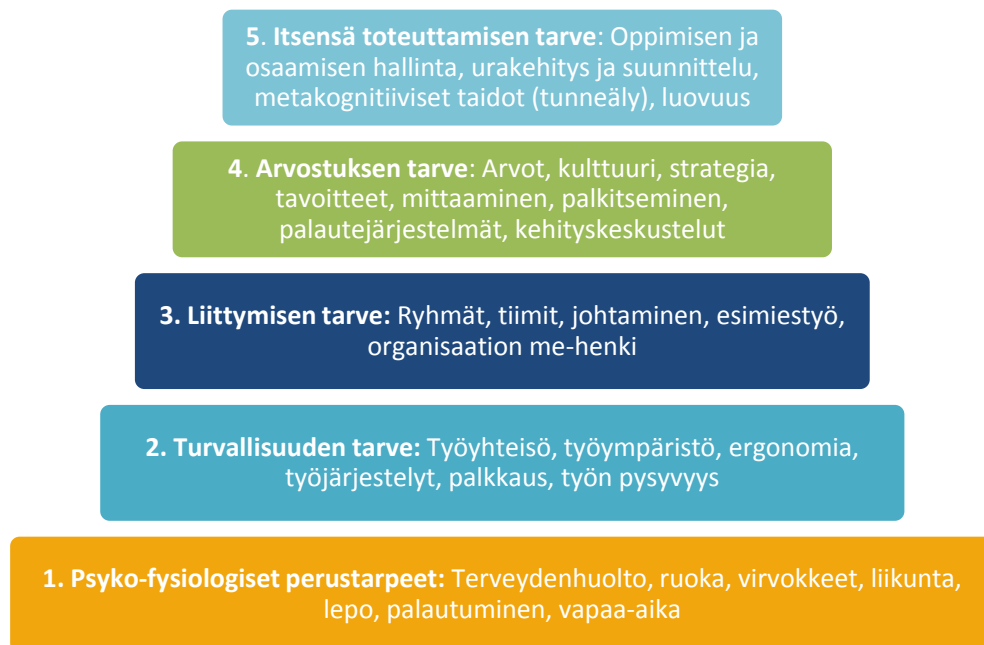 5. Itsensä toteuttamisen tarve: Oppimisen ja
osaamisen hallinta, urakehitys ja suunnittelu,
metakognitiiviset taidot (tunneäly), luovuus
4. Arvostuksen tarve: Arvot, kulttuuri, strategia,
tavoitteet, mittaaminen, palkitseminen,
palautejärjestelmät, kehityskeskustelut
3. Liittymisen tarve: Ryhmät, tiimit, johtaminen, esimiestyö,
organisaation me-henki
2. Turvallisuuden tarve: Työyhteisö, työympäristö, ergonomia,
työjärjestelyt, palkkaus, työn pysyvyys
1. Psyko-fysiologiset perustarpeet: Terveydenhuolto, ruoka, virvokkeet, liikunta,
lepo, palautuminen, vapaa-aika